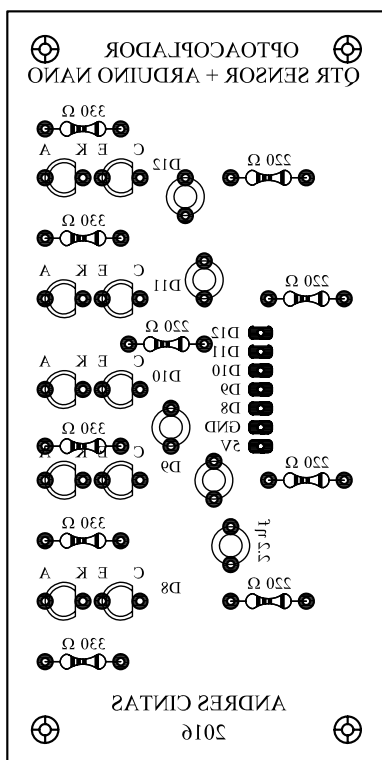 OPTOACOPLADOR
QTR SENSOR + ARDUINO NANO
330 Ω
A K E C
D12
220 Ω
330 Ω
A K E C
D11
220 Ω
220 Ω
D12
D11
D10
D9
D8
GND
5V
A K E C
D10
330 Ω
A K E C
D9
220 Ω
330 Ω
2.2 nf
A K E C
D8
220 Ω
330 Ω
ANDRES CINTAS
2016